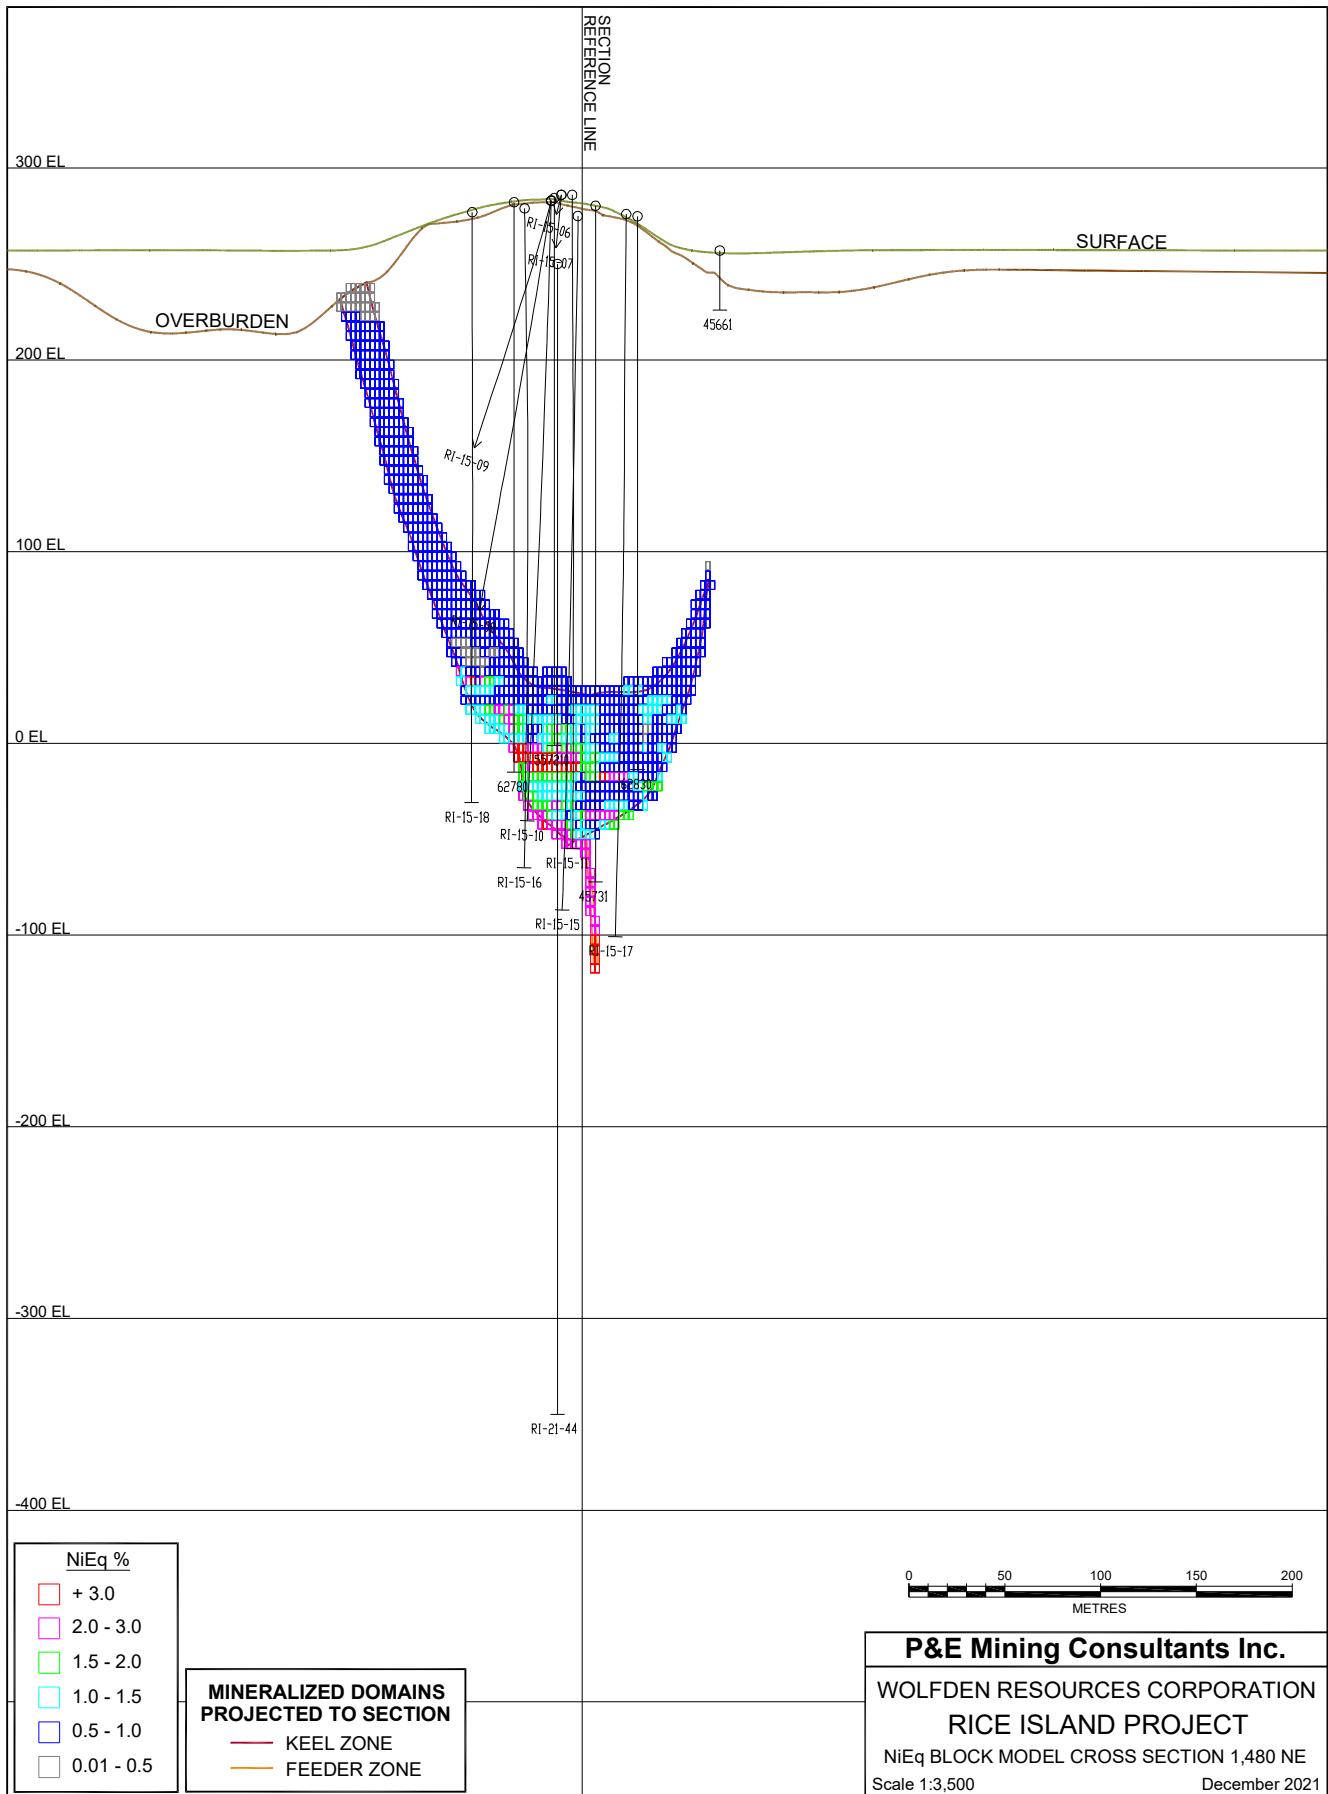 SECTION
REFERENCE LINE
300 EL
RI-15-06
SURFACE
RI-15-07
OVERBURDEN
45661
200 EL
RI-15-09
100 EL
0 EL
557210
62780
62830
RI-15-18
RI-15-10
RI-15-11
RI-15-16
45731
RI-15-15
RI-15-17
-100 EL
-200 EL
-300 EL
RI-21-44
-400 EL
NiEq %
+ 3.0
2.0 - 3.0
1.5 - 2.0
1.0 - 1.5
0.5 - 1.0
0.01 - 0.5
MINERALIZED DOMAINS
PROJECTED TO SECTION
KEEL ZONE
FEEDER ZONE
0 50 100 150 200
METRES
P&E Mining Consultants Inc.
WOLFDEN RESOURCES CORPORATION
RICE ISLAND PROJECT
NiEq BLOCK MODEL CROSS SECTION 1,480 NE
Scale 1:3,500 December 2021